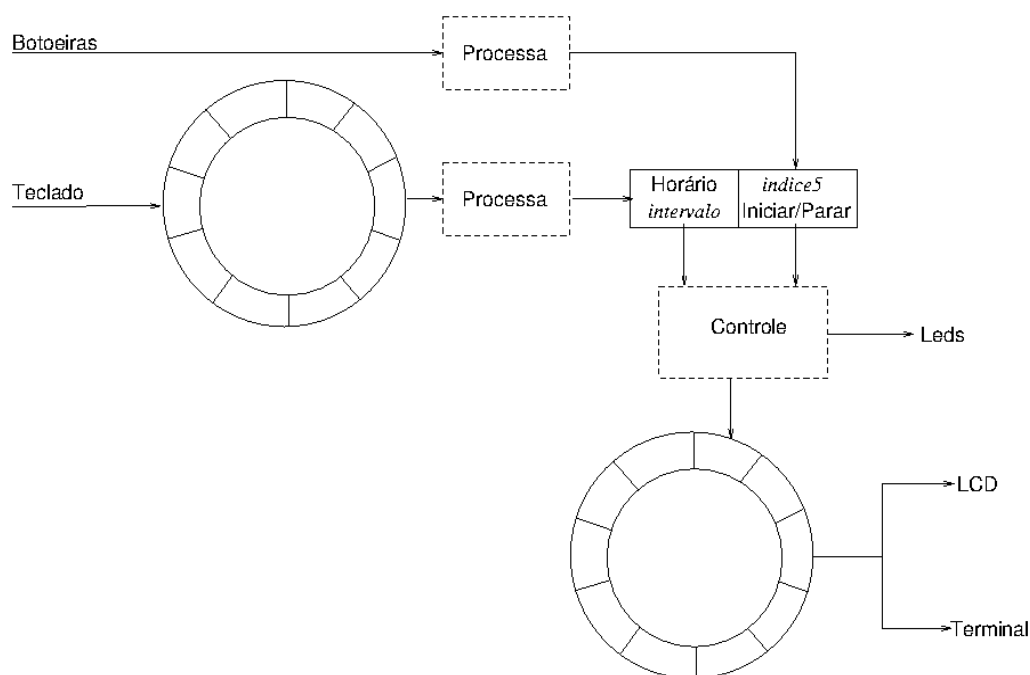 Botoeiras
Processa
Teclado
Processa
Horário
intervalo
indice5
Iniciar/Parar
Controle
Leds
LCD
Terminal